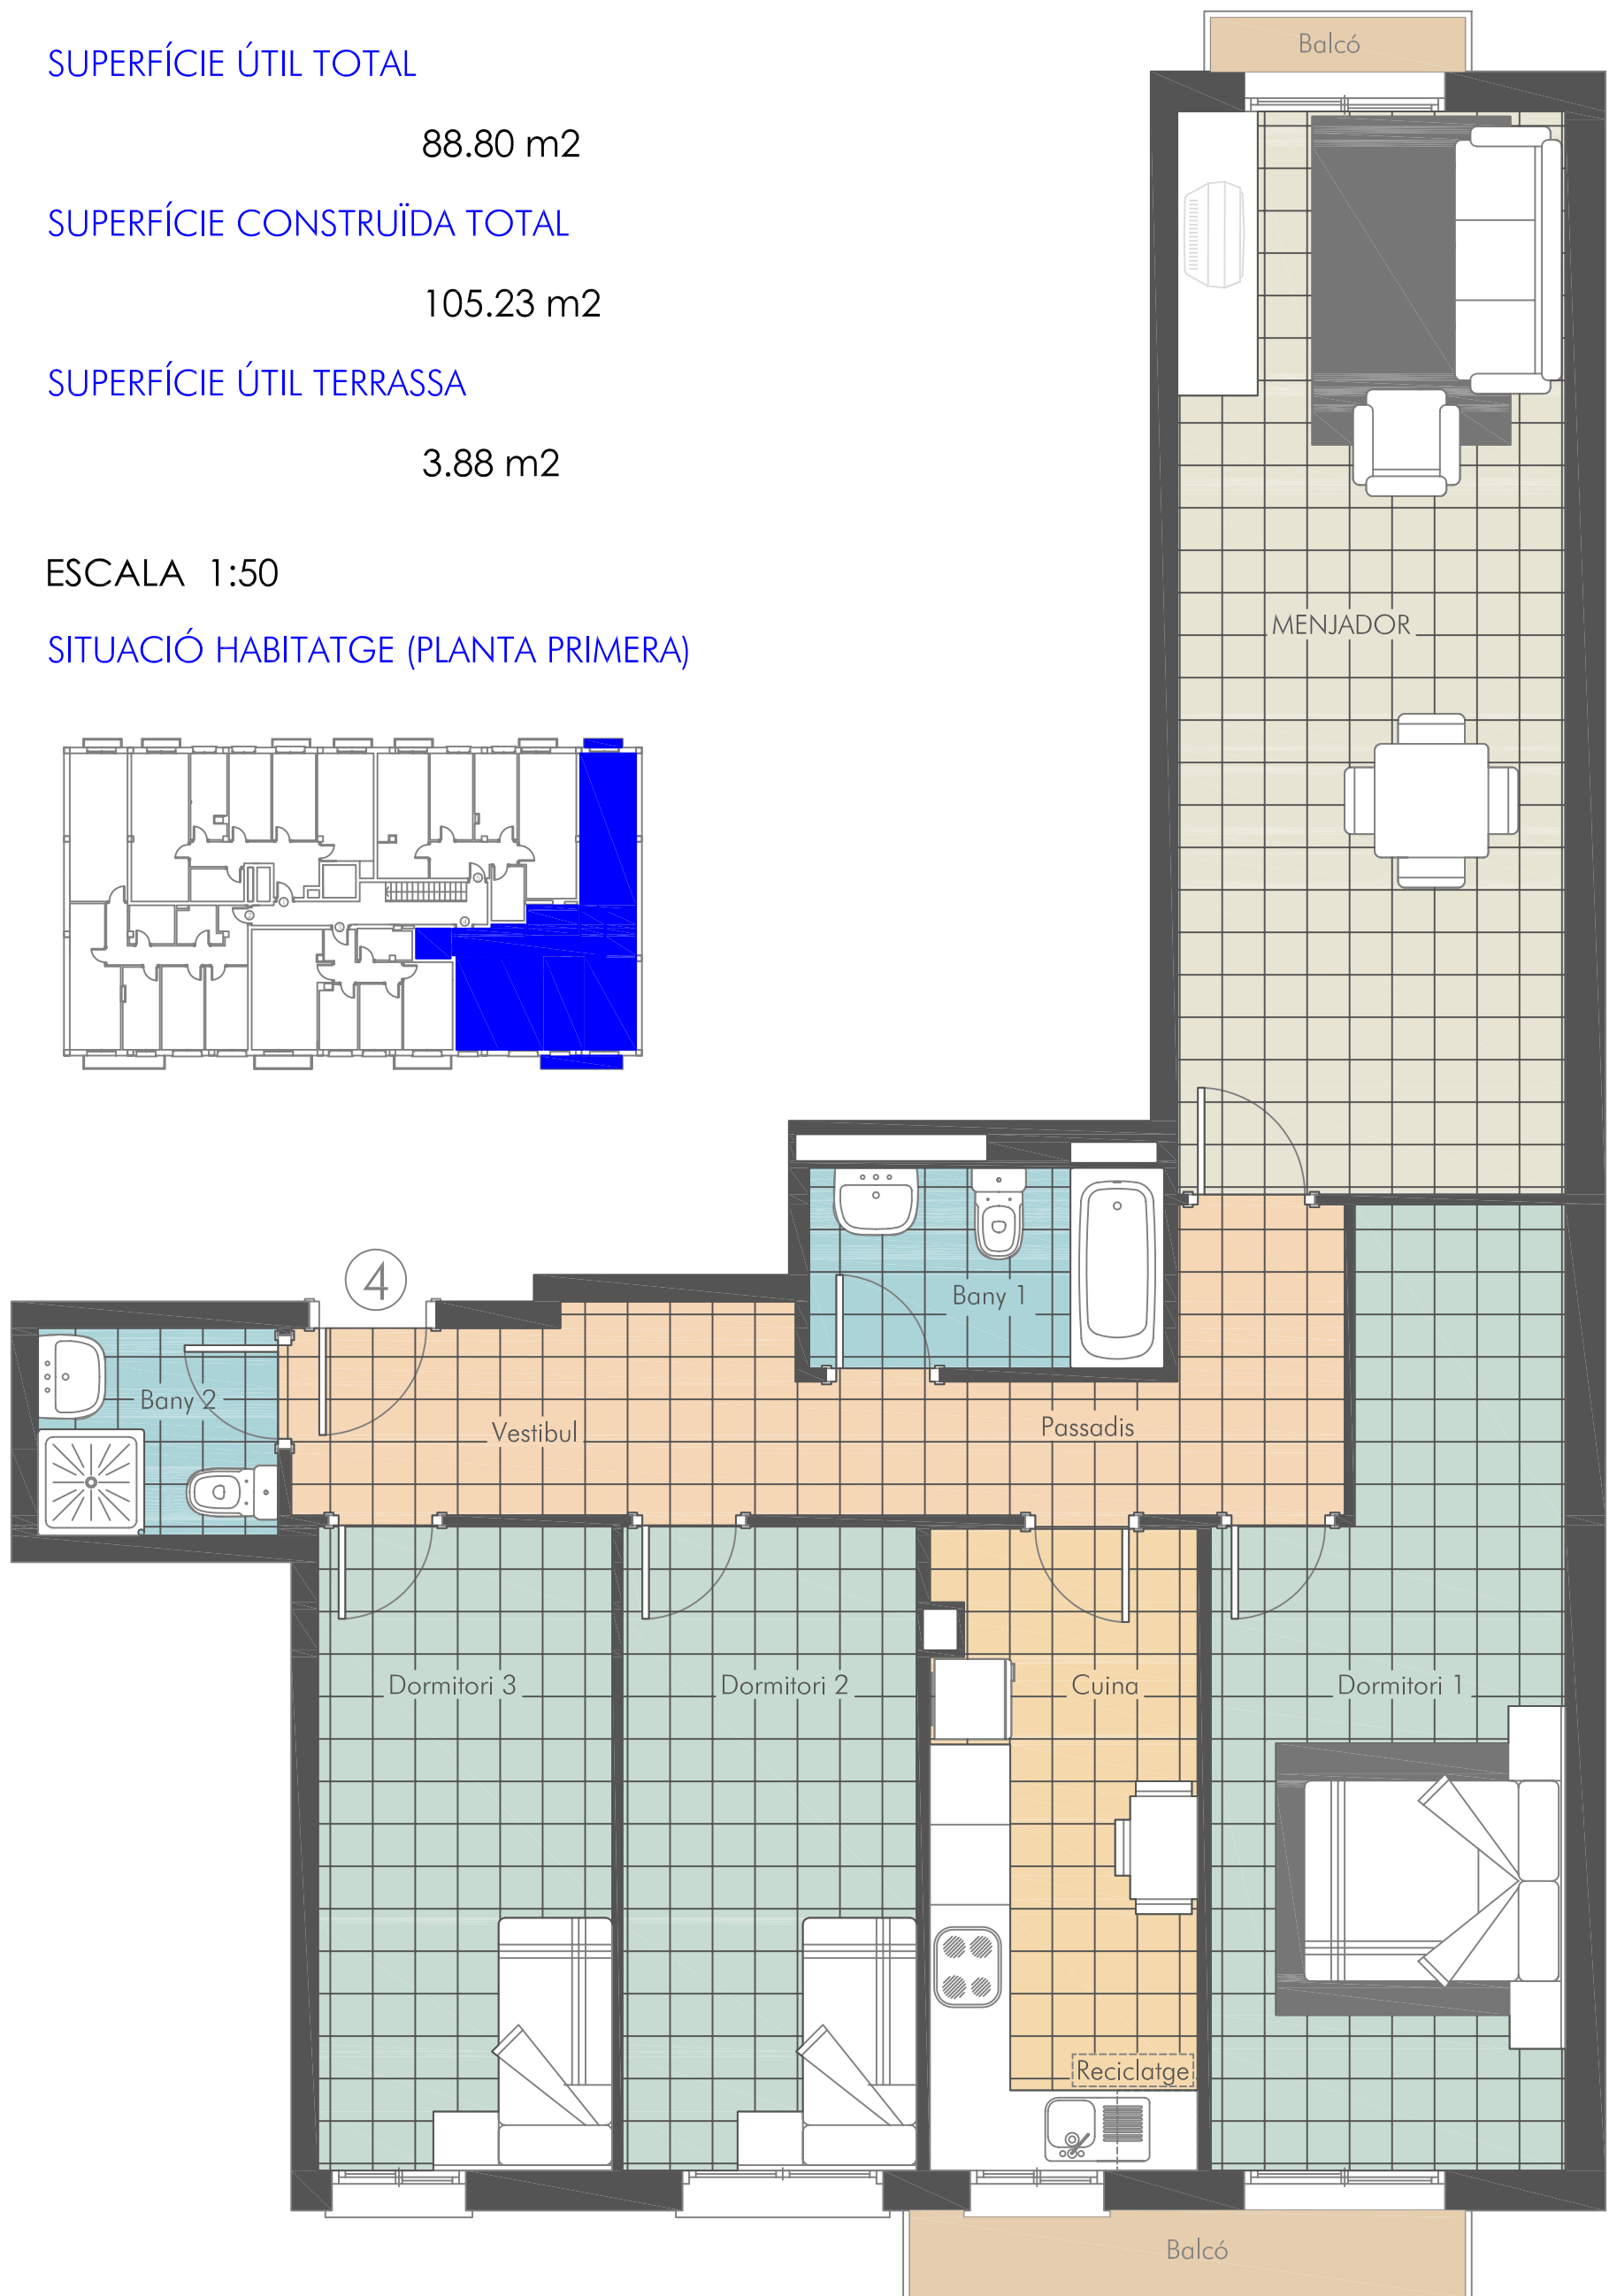 SUPERFÍCIE ÚTIL TOTAL
88.80 m2
SUPERFÍCIE CONSTRUÏDA TOTAL
105.23 m2
SUPERFÍCIE ÚTIL TERRASSA
3.88 m2
ESCALA 1:50
SITUACIÓ HABITATGE (PLANTA PRIMERA)
Balcó
MENJADOR
4
Bany 1
Bany 2
Vestibul
Passadis
Dormitori 3
Dormitori 2
Cuina
Dormitori 1
Reciclatge
Balcó